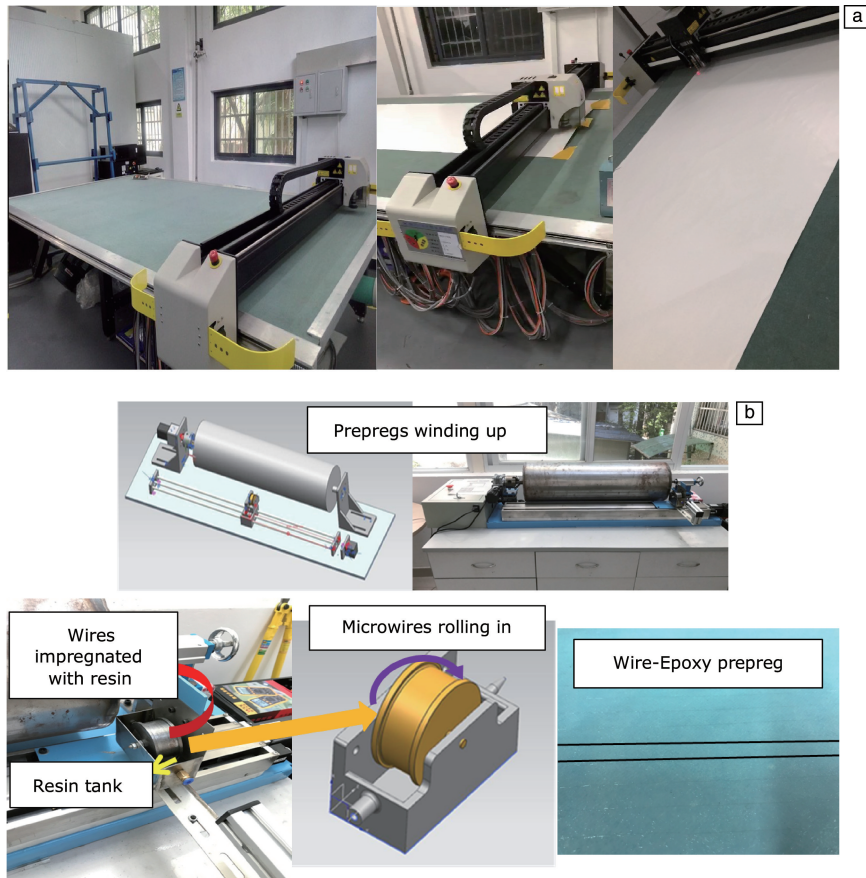 a
b
Prepregs winding up
Wires
impregnated
with resin
Microwires rolling in
Wire-Epoxy prepreg
Resin tank